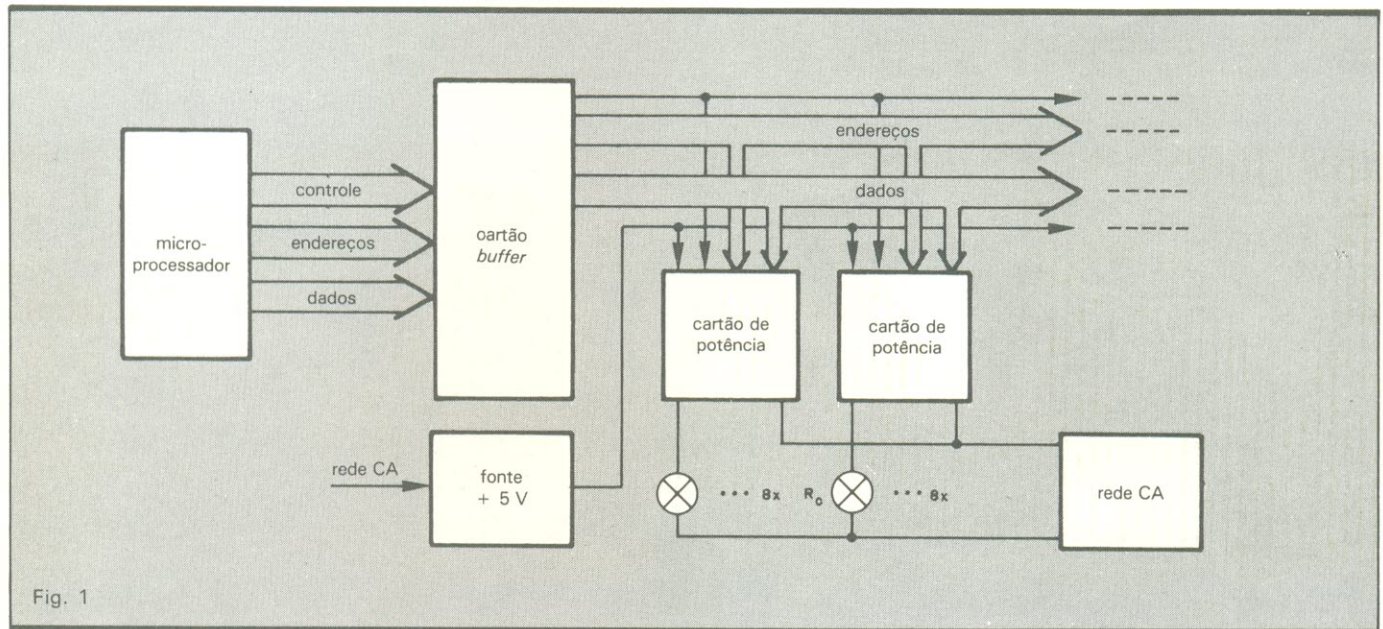 endereços
micro-
processador
controle
endereços
dados
cartão
buffer
dados
cartão de
potência
cartão de
potência
rede CA
fonte
+ 5 V
... 8x
R₀
... 8x
rede CA
Fig. 1